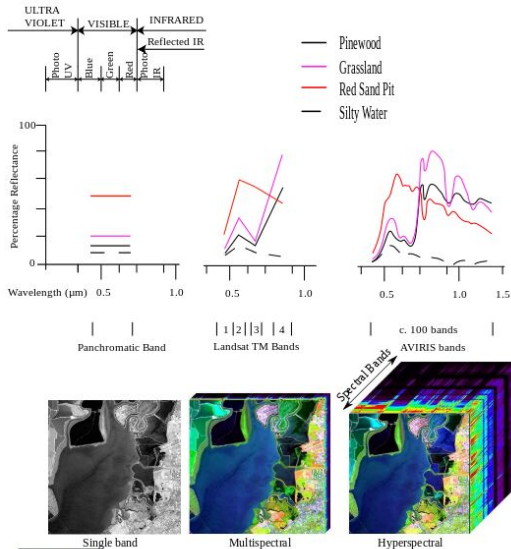 ULTRA
VIOLET
VISIBLE
INFRARED
Reflected IR
Photo
UV
Blue
Green
Red
Photo
IR
Pinewood
Grassland
Red Sand Pit
Silty Water
Percentage Reflectance
100
0
Wavelength (µm)
0.5
1.0
0.5
1.0
0.5
1.0
1.5
Panchromatic Band
1 2 3 4
Landsat TM Bands
c. 100 bands
AVIRIS bands
Spectral Bands
Single band
Multispectral
Hyperspectral